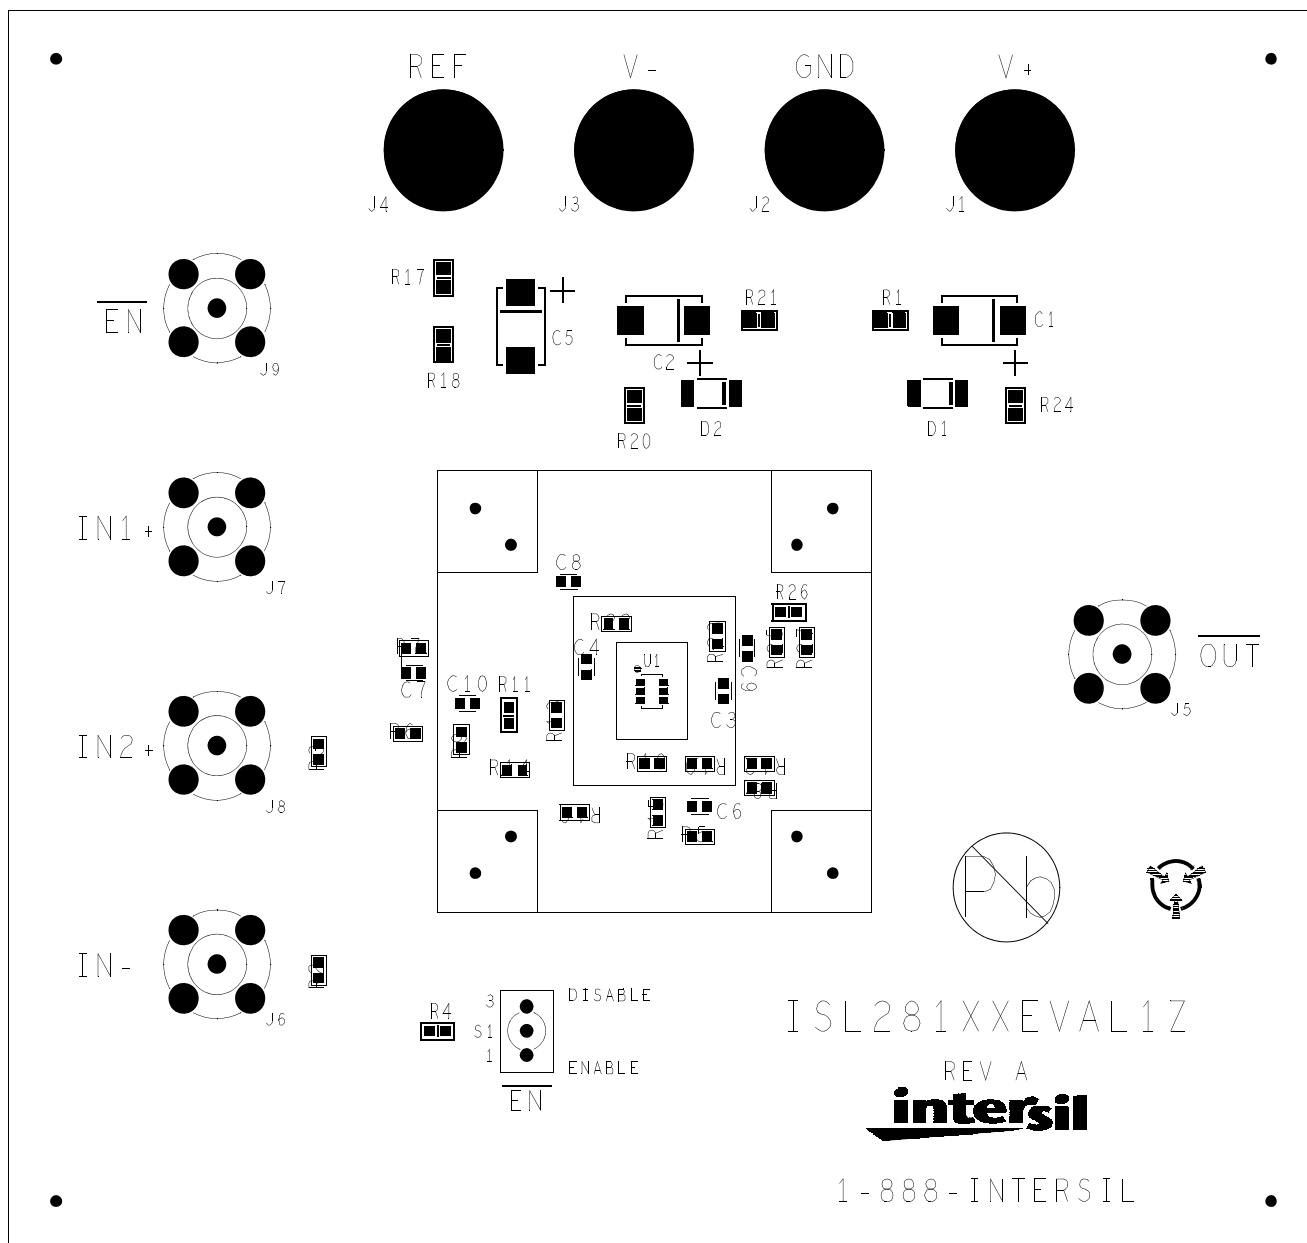 REF
V-
GND
V+
J4
J3
J2
J1
R17
R21
R1
EN
C5
C1
J9
R18
C2
R24
R20
D2
D1
IN1+
C8
J7
R26
C4
U1
C7
C9
C10
R11
C3
OUT
J5
IN2+
J8
C6
Pb
IN-
J6
3
DISABLE
R4
S1
1
ENABLE
EN
ISL281XXEVAL1Z
REV A
intersil
1-888-INTERSIL